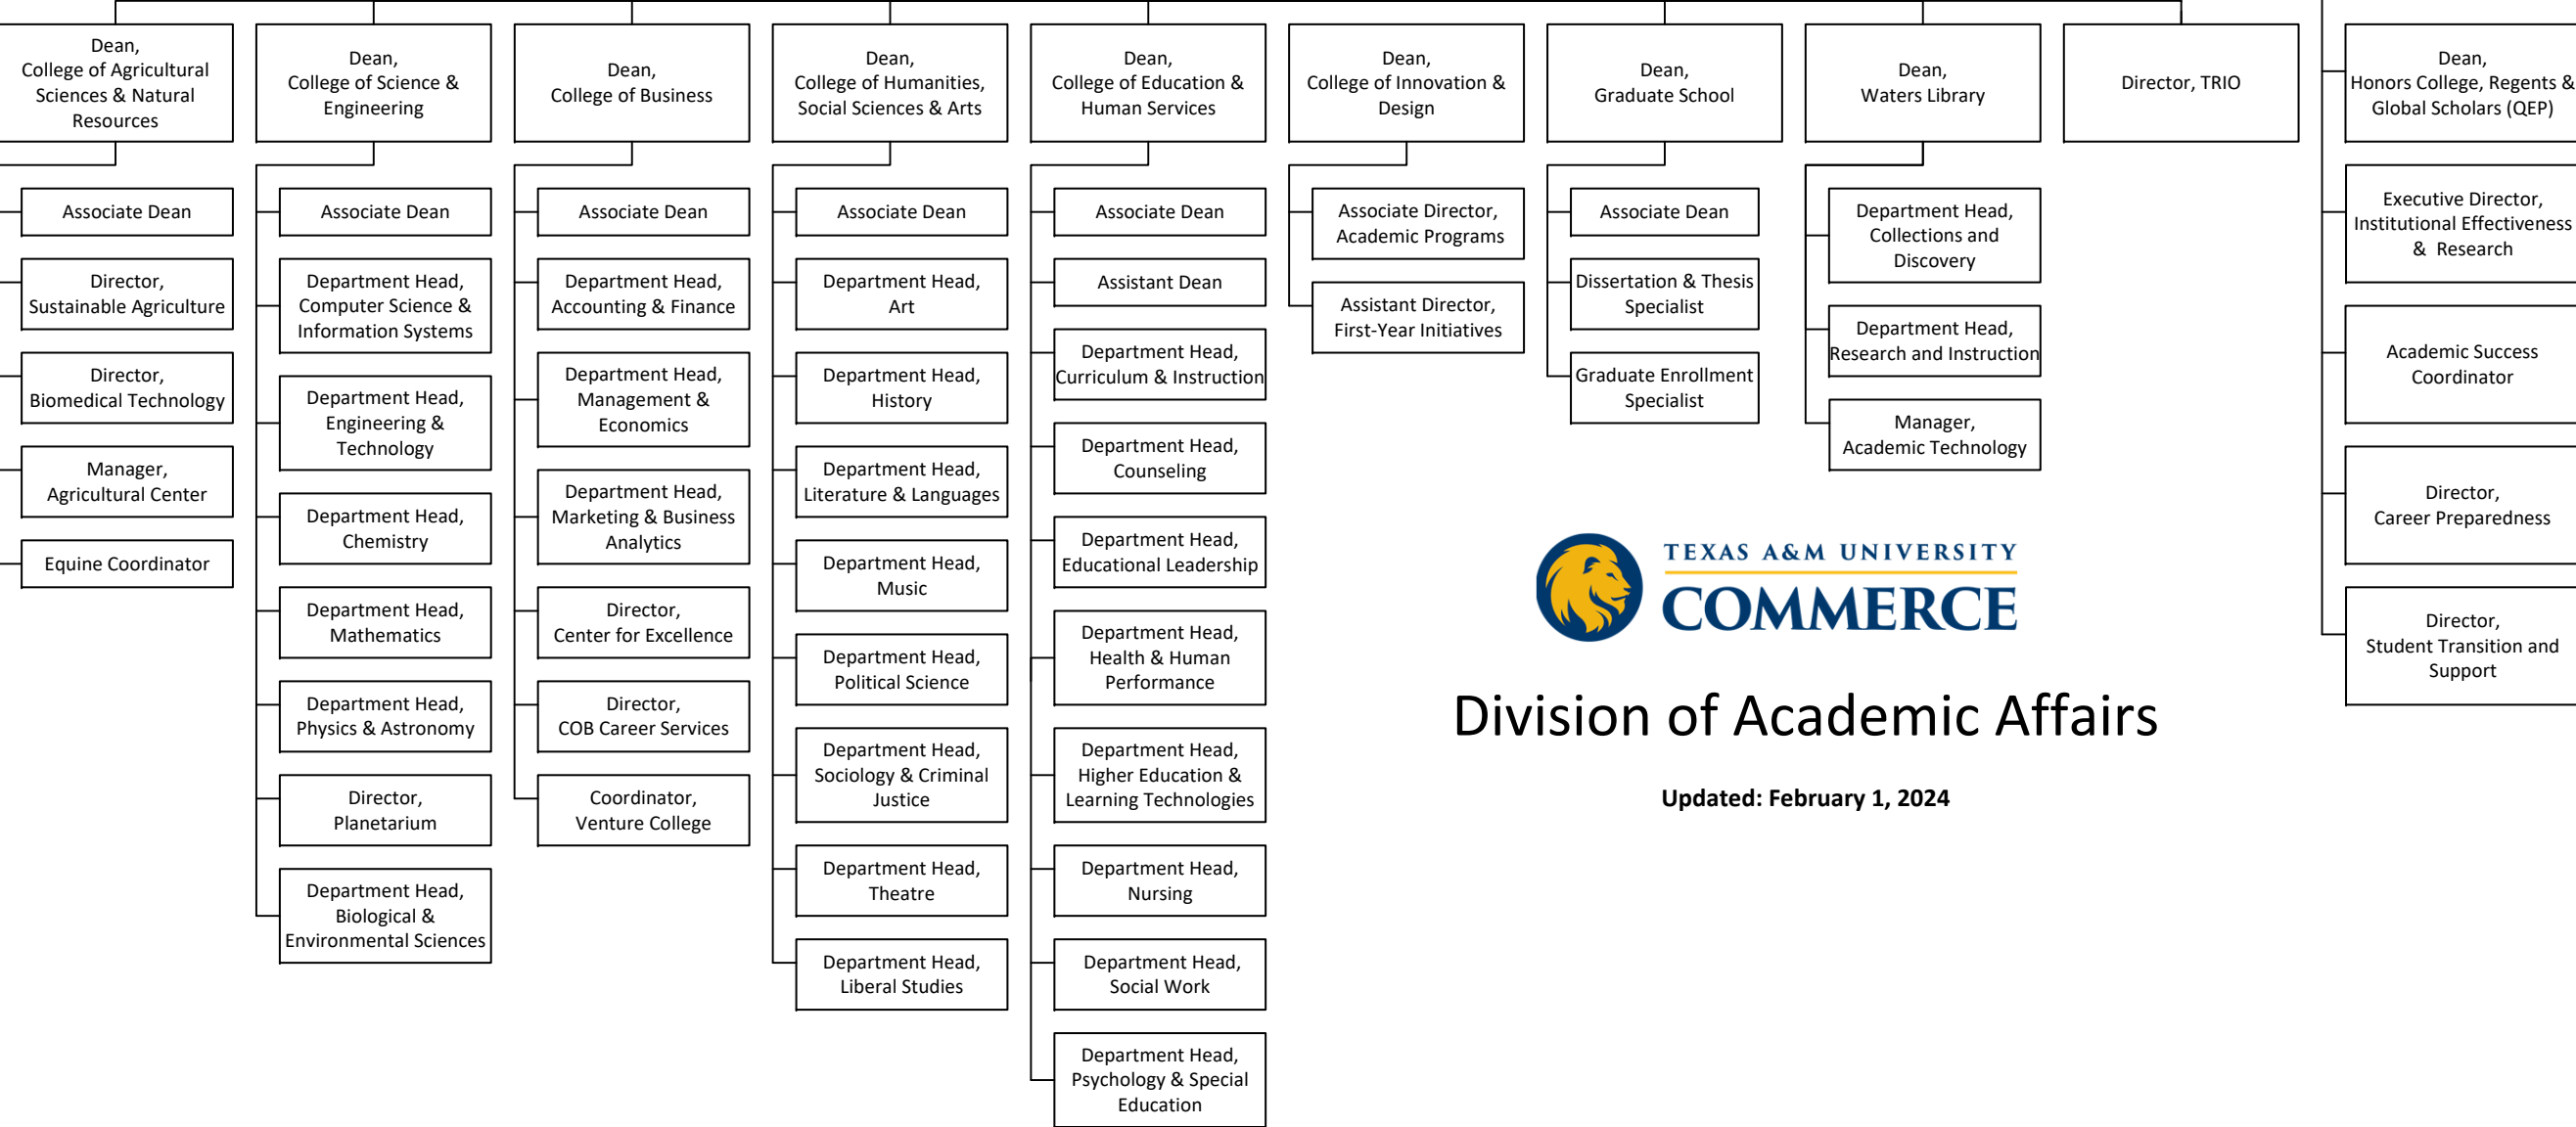 Dean,
College of Agricultural
Sciences & Natural
Resources
Associate Dean
Director,
Sustainable Agriculture
Director,
Biomedical Technology
Manager,
Agricultural Center
Equine Coordinator
Dean,
College of Science &
Engineering
Associate Dean
Department Head,
Computer Science &
Information Systems
Department Head,
Engineering &
Technology
Department Head,
Chemistry
Department Head,
Mathematics
Department Head,
Physics & Astronomy
Director,
Planetarium
Department Head,
Biological &
Environmental Sciences
Dean,
College of Business
Associate Dean
Department Head,
Accounting & Finance
Department Head,
Management &
Economics
Department Head,
Marketing & Business
Analytics
Director,
Center for Excellence
Director,
COB Career Services
Coordinator,
Venture College
Dean,
College of Humanities,
Social Sciences & Arts
Associate Dean
Department Head,
Art
Department Head,
History
Department Head,
Literature & Languages
Department Head,
Music
Department Head,
Political Science
Department Head,
Sociology & Criminal
Justice
Department Head,
Theatre
Department Head,
Liberal Studies
Dean,
College of Education &
Human Services
Associate Dean
Assistant Dean
Department Head,
Curriculum & Instruction
Department Head,
Counseling
Department Head,
Educational Leadership
Department Head,
Health & Human
Performance
Department Head,
Higher Education &
Learning Technologies
Department Head,
Nursing
Department Head,
Social Work
Department Head,
Psychology & Special
Education
Dean,
College of Innovation &
Design
Associate Director,
Academic Programs
Assistant Director,
First-Year Initiatives
Dean,
Graduate School
Associate Dean
Dissertation & Thesis
Specialist
Graduate Enrollment
Specialist
Dean,
Waters Library
Department Head,
Collections and
Discovery
Department Head,
Research and Instruction
Manager,
Academic Technology
Director, TRIO
Dean,
Honors College, Regents &
Global Scholars (QEP)
Executive Director,
Institutional Effectiveness
& Research
Academic Success
Coordinator
Director,
Career Preparedness
Director,
Student Transition and
Support
TEXAS A&M UNIVERSITY
COMMERCE
Division of Academic Affairs
Updated: February 1, 2024